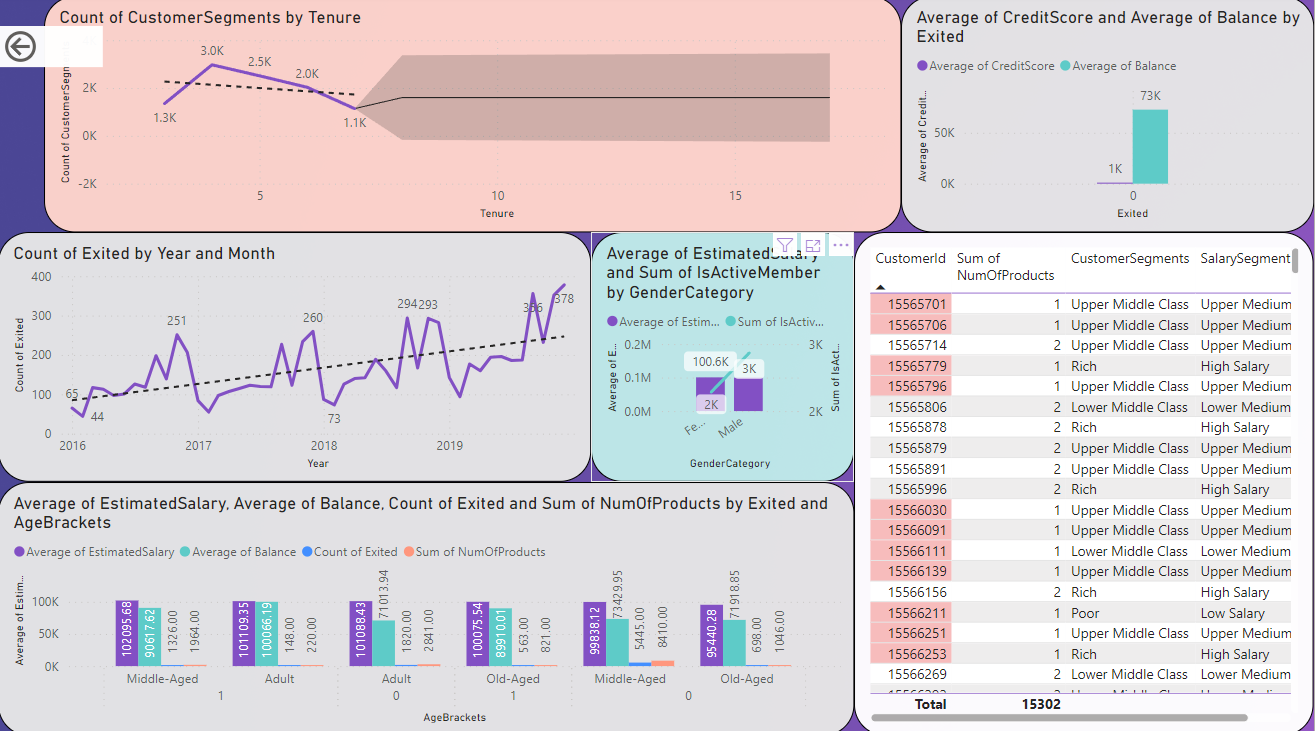 Count of CustomerSegments by Tenure
Count of CustomerSegm...
2K
0K
-2K
1.3K
3.0K
2.5K
2.0K
1.1K
5
10
15
Tenure
Average of CreditScore and Average of Balance by
Exited
Average of CreditScore
Average of Balance
Average of Credit...
50K
0K
1K
73K
0
Exited
Count of Exited by Year and Month
Count of Exited
400
300
200
100
0
65
44
251
260
73
294
293
378
2016
2017
2018
2019
Year
Average of EstimatedSalary
and Sum of IsActiveMember
by GenderCategory
Average of Estim...
Sum of IsActiv...
Average of E...
0.2M
0.1M
0.0M
100.6K
2K
3K
3K
2K
Sum of IsAct...
Fe...
Male
GenderCategory
Average of EstimatedSalary, Average of Balance, Count of Exited and Sum of NumOfProducts by Exited and
AgeBrackets
Average of EstimatedSalary
Average of Balance
Count of Exited
Sum of NumOfProducts
Average of Estim...
100K
50K
0K
102095.68
90617.62
1326.00
1964.00
101109.35
100066.19
148.00
220.00
101088.43
71013.94
1820.00
2841.00
100075.54
89910.01
563.00
821.00
99838.12
73429.95
5445.00
8410.00
95440.28
71918.85
698.00
1046.00
Middle-Aged
Adult
Adult
Old-Aged
Middle-Aged
Old-Aged
1
0
1
0
AgeBrackets
CustomerId Sum of NumOfProducts CustomerSegments SalarySegment
15565701 1 Upper Middle Class Upper Medium
15565706 1 Upper Middle Class Upper Medium
15565714 2 Upper Middle Class Upper Medium
15565779 1 Rich High Salary
15565796 1 Upper Middle Class Upper Medium
15565806 2 Lower Middle Class Lower Medium
15565878 2 Rich High Salary
15565879 2 Upper Middle Class Upper Medium
15565891 2 Upper Middle Class Upper Medium
15565996 2 Rich High Salary
15566030 1 Upper Middle Class Upper Medium
15566091 1 Upper Middle Class Upper Medium
15566111 1 Lower Middle Class Lower Medium
15566139 1 Upper Middle Class Upper Medium
15566156 2 Rich High Salary
15566211 1 Poor Low Salary
15566251 1 Upper Middle Class Upper Medium
15566253 1 Rich High Salary
15566269 2 Lower Middle Class Lower Medium
Total 15302